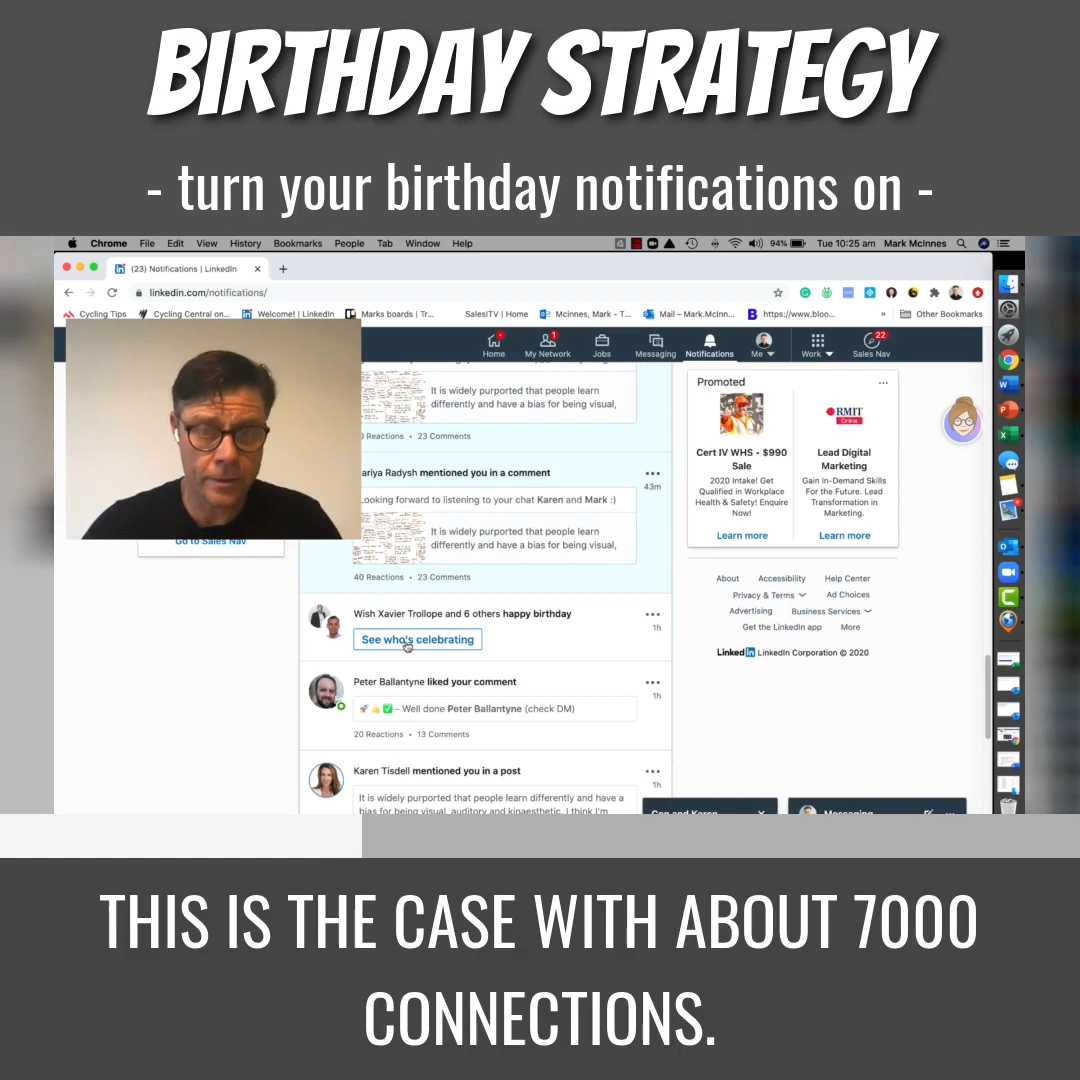 BIRTHDAY STRATEGY
- turn your birthday notifications on -
Chrome File Edit View History Bookmarks People Tab Window Help
94% Tue 10:25 am Mark McInnes
(23) Notifications | LinkedIn
linkedin.com/notifications/
Cycling Tips Cycling Central on... Welcome! | LinkedIn Marks boards | Tr... SalesITV | Home Mcinnes, Mark - T... Mail – Mark.McInn... https://www.bloo... » Other Bookmarks
1
22
Home My Network Jobs Messaging Notifications Me Work Sales Nav
It is widely purported that people learn
differently and have a bias for being visual,
Reactions • 23 Comments
ariya Radysh mentioned you in a comment
43m
Looking forward to listening to your chat Karen and Mark :)
It is widely purported that people learn
differently and have a bias for being visual,
40 Reactions • 23 Comments
Go to Sales Nav
Wish Xavier Trollope and 6 others happy birthday
1h
See who's celebrating
Peter Ballantyne liked your comment
1h
🚀 👍 ✅ - Well done Peter Ballantyne (check DM)
20 Reactions • 13 Comments
Karen Tisdell mentioned you in a post
1h
It is widely purported that people learn differently and have a
bias for being visual, auditory and kinaesthetic. I think I'm
Promoted
Cert IV WHS - $990
Sale
2020 Intake! Get
Qualified in Workplace
Health & Safety! Enquire
Now!
Learn more
RMIT
Online
Lead Digital
Marketing
Gain In-Demand Skills
For the Future. Lead
Transformation in
Marketing.
Learn more
About Accessibility Help Center
Privacy & Terms Ad Choices
Advertising Business Services
Get the LinkedIn app More
LinkedIn LinkedIn Corporation © 2020
Con and Karen
Messaging
THIS IS THE CASE WITH ABOUT 7000
CONNECTIONS.